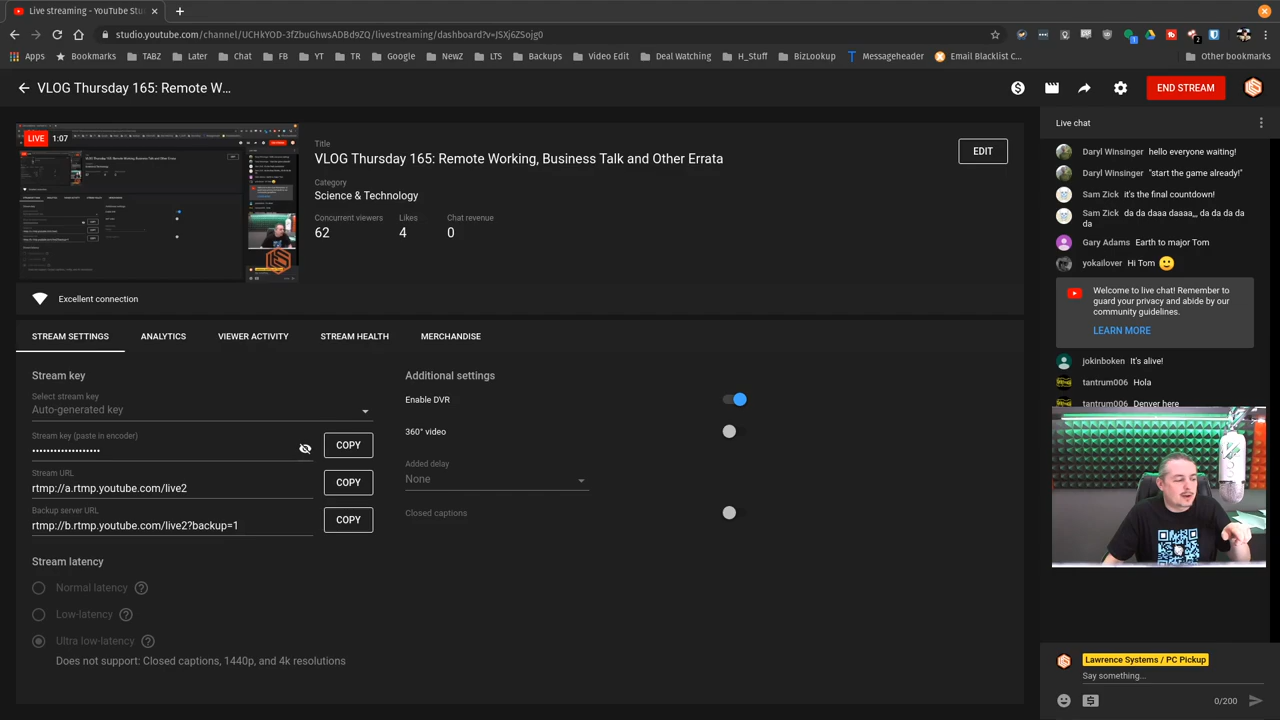 Live streaming - YouTube Stu
studio.youtube.com/channel/UCHkYOD-3fZbuGhwsADBd9ZQ/livestreaming/dashboard?v=JSXj6ZSojg0
Apps
Bookmarks
TABZ
Later
Chat
FB
YT
TR
Google
NewZ
LTS
Backups
Video Edit
Deal Watching
H_Stuff
BizLookup
Messageheader
Email Blacklist C...
Other bookmarks
VLOG Thursday 165: Remote W...
END STREAM
LIVE 1:07
Title
VLOG Thursday 165: Remote Working, Business Talk and Other Errata
EDIT
Category
Science & Technology
Concurrent viewers
62
Likes
4
Chat revenue
0
Excellent connection
STREAM SETTINGS
ANALYTICS
VIEWER ACTIVITY
STREAM HEALTH
MERCHANDISE
Stream key
Select stream key
Auto-generated key
Stream key (paste in encoder)
••••••••••••••••••
COPY
Stream URL
rtmp://a.rtmp.youtube.com/live2
COPY
Backup server URL
rtmp://b.rtmp.youtube.com/live2?backup=1
COPY
Stream latency
Normal latency
Low-latency
Ultra low-latency
Does not support: Closed captions, 1440p, and 4k resolutions
Additional settings
Enable DVR
360° video
Added delay
None
Closed captions
Live chat
Daryl Winsinger hello everyone waiting!
Daryl Winsinger "start the game already!"
Sam Zick it's the final countdown!
Sam Zick da da daaa daaaa,,, da da da da
da
Gary Adams Earth to major Tom
yokailover Hi Tom 🙂
Welcome to live chat! Remember to
guard your privacy and abide by our
community guidelines.
LEARN MORE
jokinboken It's alive!
tantrum006 Hola
tantrum006 Denver here
Lawrence Systems / PC Pickup
Say something...
0/200